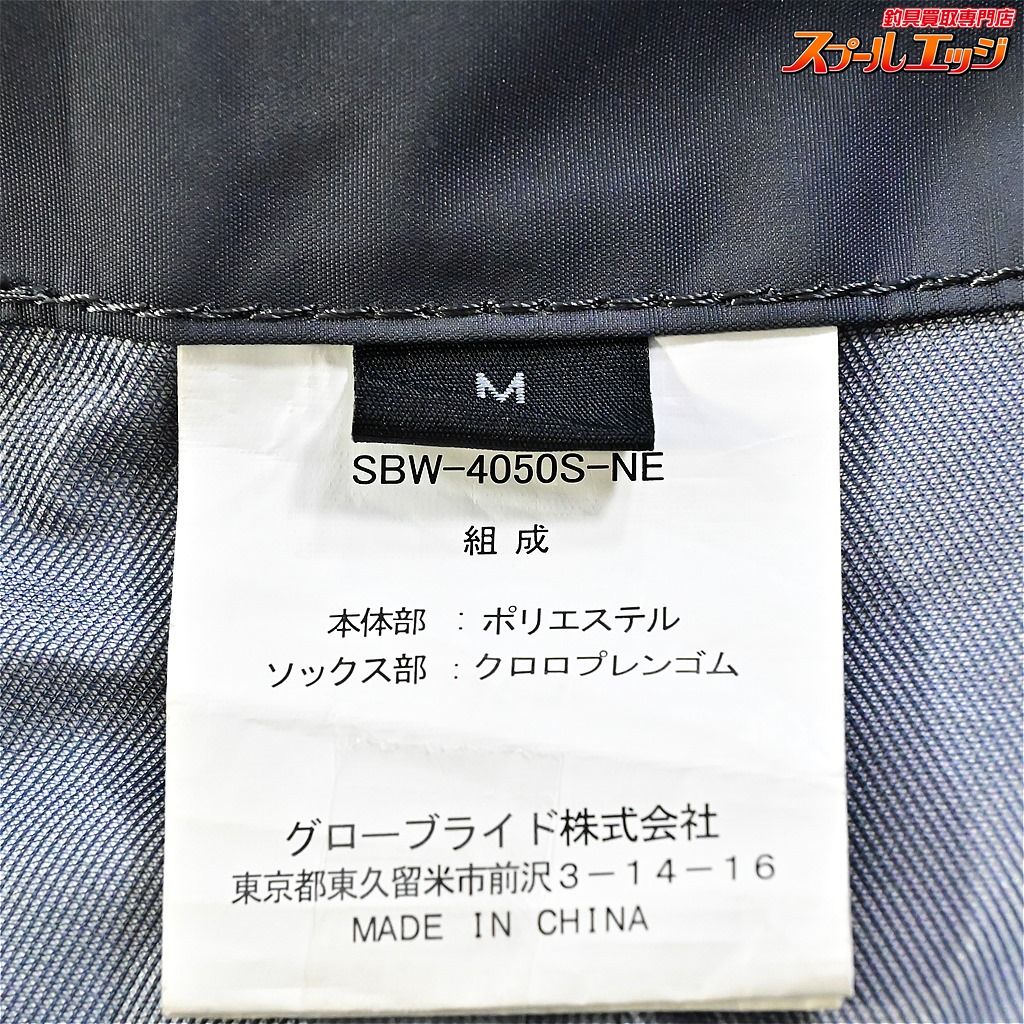 釣具買取専門店
スプールエッジ
M
SBW-4050S-NE
組成
本体部 : ポリエステル
ソックス部 : クロロプレンゴム
グローブライド株式会社
東京都東久留米市前沢3-14-16
MADE IN CHINA